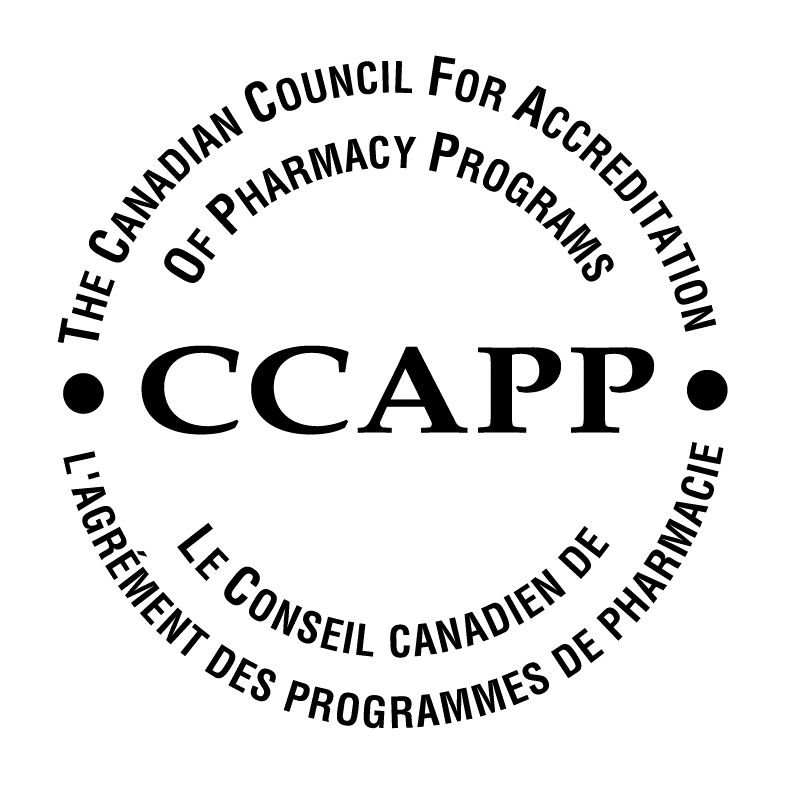 The Canadian Council For Accreditation
Of Pharmacy Programs
CCAPP
Le Conseil canadien de
l'agrément des programmes de pharmacie